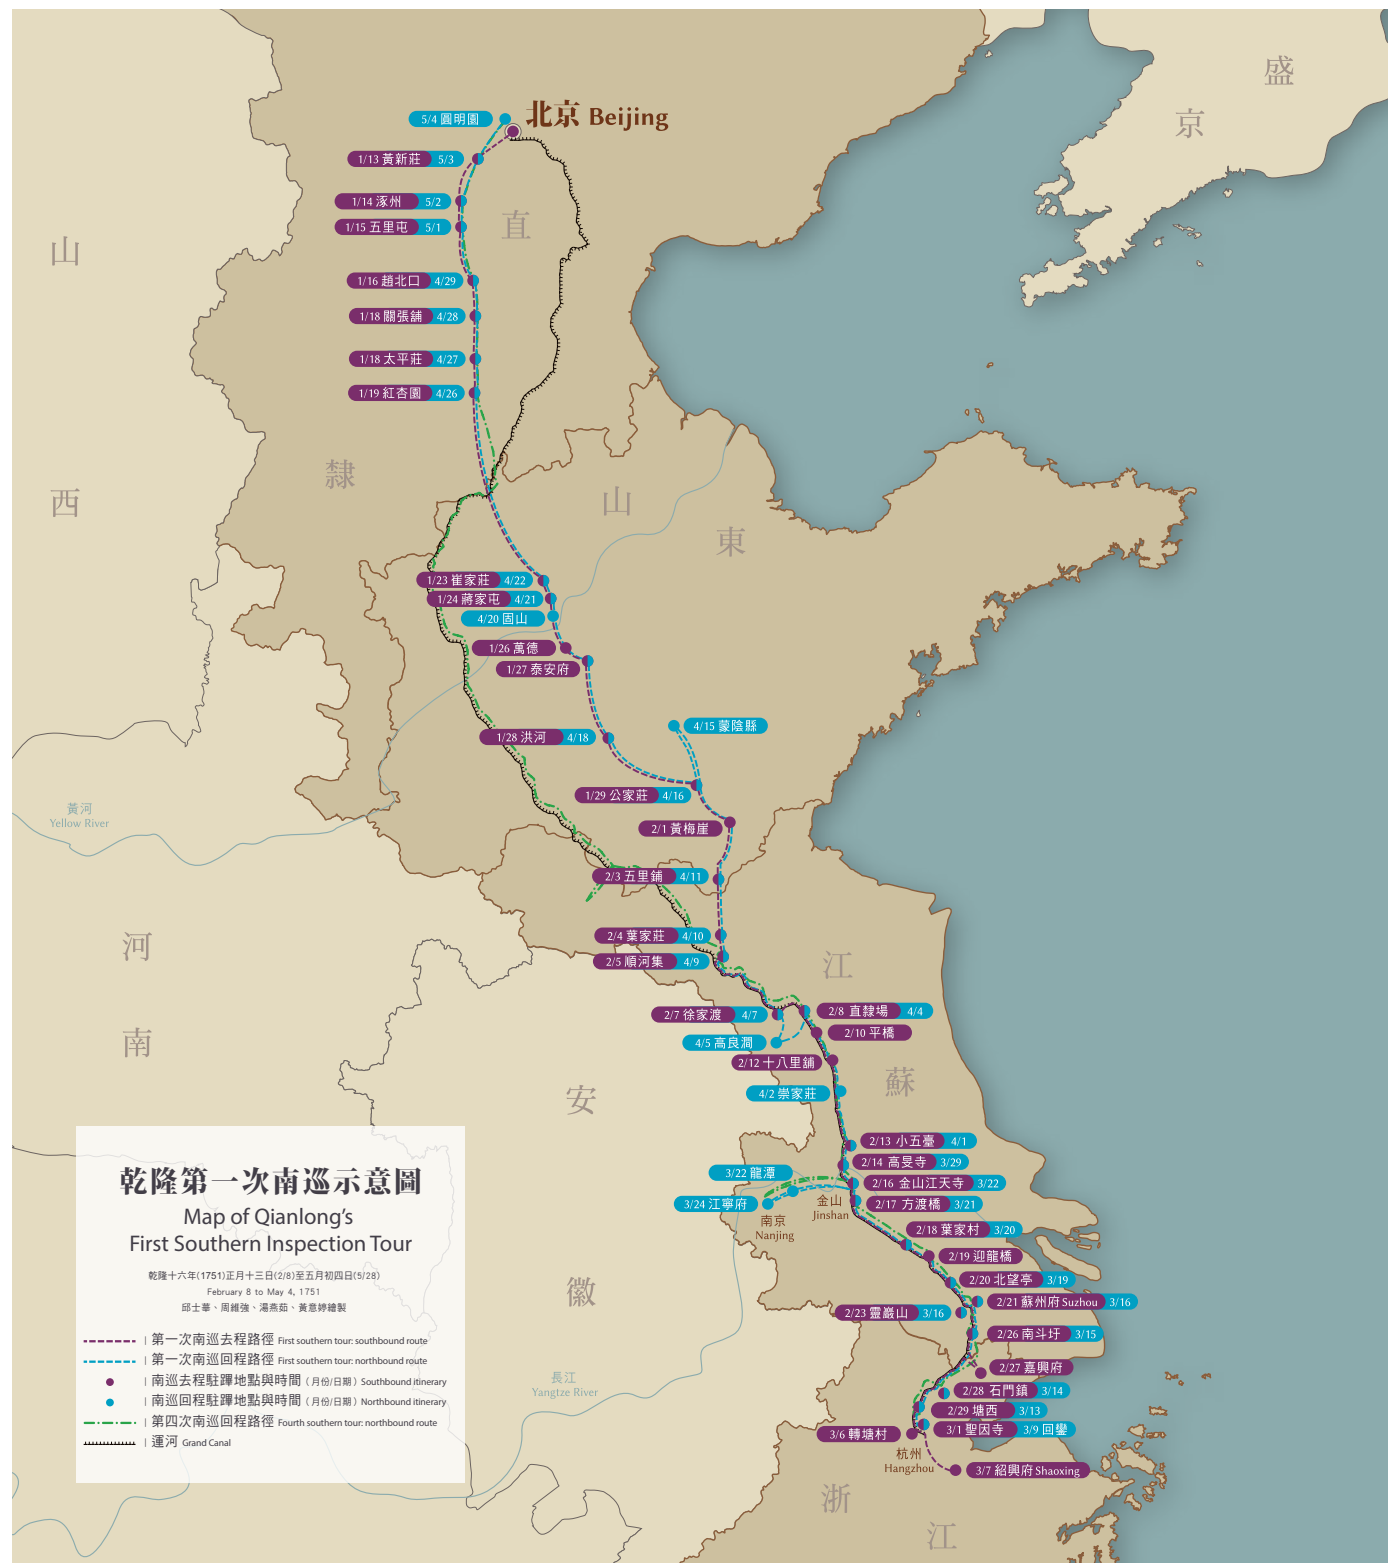 盛
京
北京 Beijing
5/4 圓明園
1/13 黃新莊 5/3
1/14 涿州 5/2
1/15 五里屯 5/1
直
山
1/16 趙北口 4/29
1/18 關張舖 4/28
1/18 太平莊 4/27
1/19 紅杏園 4/26
隸
西
山
東
1/23 崔家莊 4/22
1/24 蔣家屯 4/21
4/20 固山
1/26 萬德
1/27 泰安府
4/15 蒙陰縣
1/28 洪河 4/18
1/29 公家莊 4/16
黃河
Yellow River
2/1 黃梅崖
2/3 五里鋪 4/11
2/4 葉家莊 4/10
2/5 順河集 4/9
河
南
江
蘇
2/7 徐家渡 4/7
2/8 直隸場 4/4
2/10 平橋
4/5 高良澗
2/12 十八里舖
4/2 崇家莊
安
徽
2/13 小五臺 4/1
2/14 高旻寺 3/29
3/22 龍潭
2/16 金山江天寺 3/22
3/24 江寧府
金山
Jinshan
2/17 方渡橋 3/21
南京
Nanjing
2/18 葉家村 3/20
2/19 迎龍橋
2/20 北望亭 3/19
2/21 蘇州府 Suzhou 3/16
2/23 靈巖山 3/16
2/26 南斗圩 3/15
2/27 嘉興府
2/28 石門鎮 3/14
2/29 塘西 3/13
3/1 聖因寺 3/9 回鑾
3/6 轉塘村
杭州
Hangzhou
3/7 紹興府 Shaoxing
長江
Yangtze River
浙
江
乾隆第一次南巡示意圖
Map of Qianlong's
First Southern Inspection Tour
乾隆十六年(1751)正月十三日(2/8)至五月初四日(5/28)
February 8 to May 4, 1751
邱士華、周維強、湯燕茹、黃意婷繪製
| 第一次南巡去程路徑 First southern tour: southbound route
| 第一次南巡回程路徑 First southern tour: northbound route
| 南巡去程駐蹕地點與時間（月份/日期）Southbound itinerary
| 南巡回程駐蹕地點與時間（月份/日期）Northbound itinerary
| 第四次南巡回程路徑 Fourth southern tour: northbound route
| 運河 Grand Canal